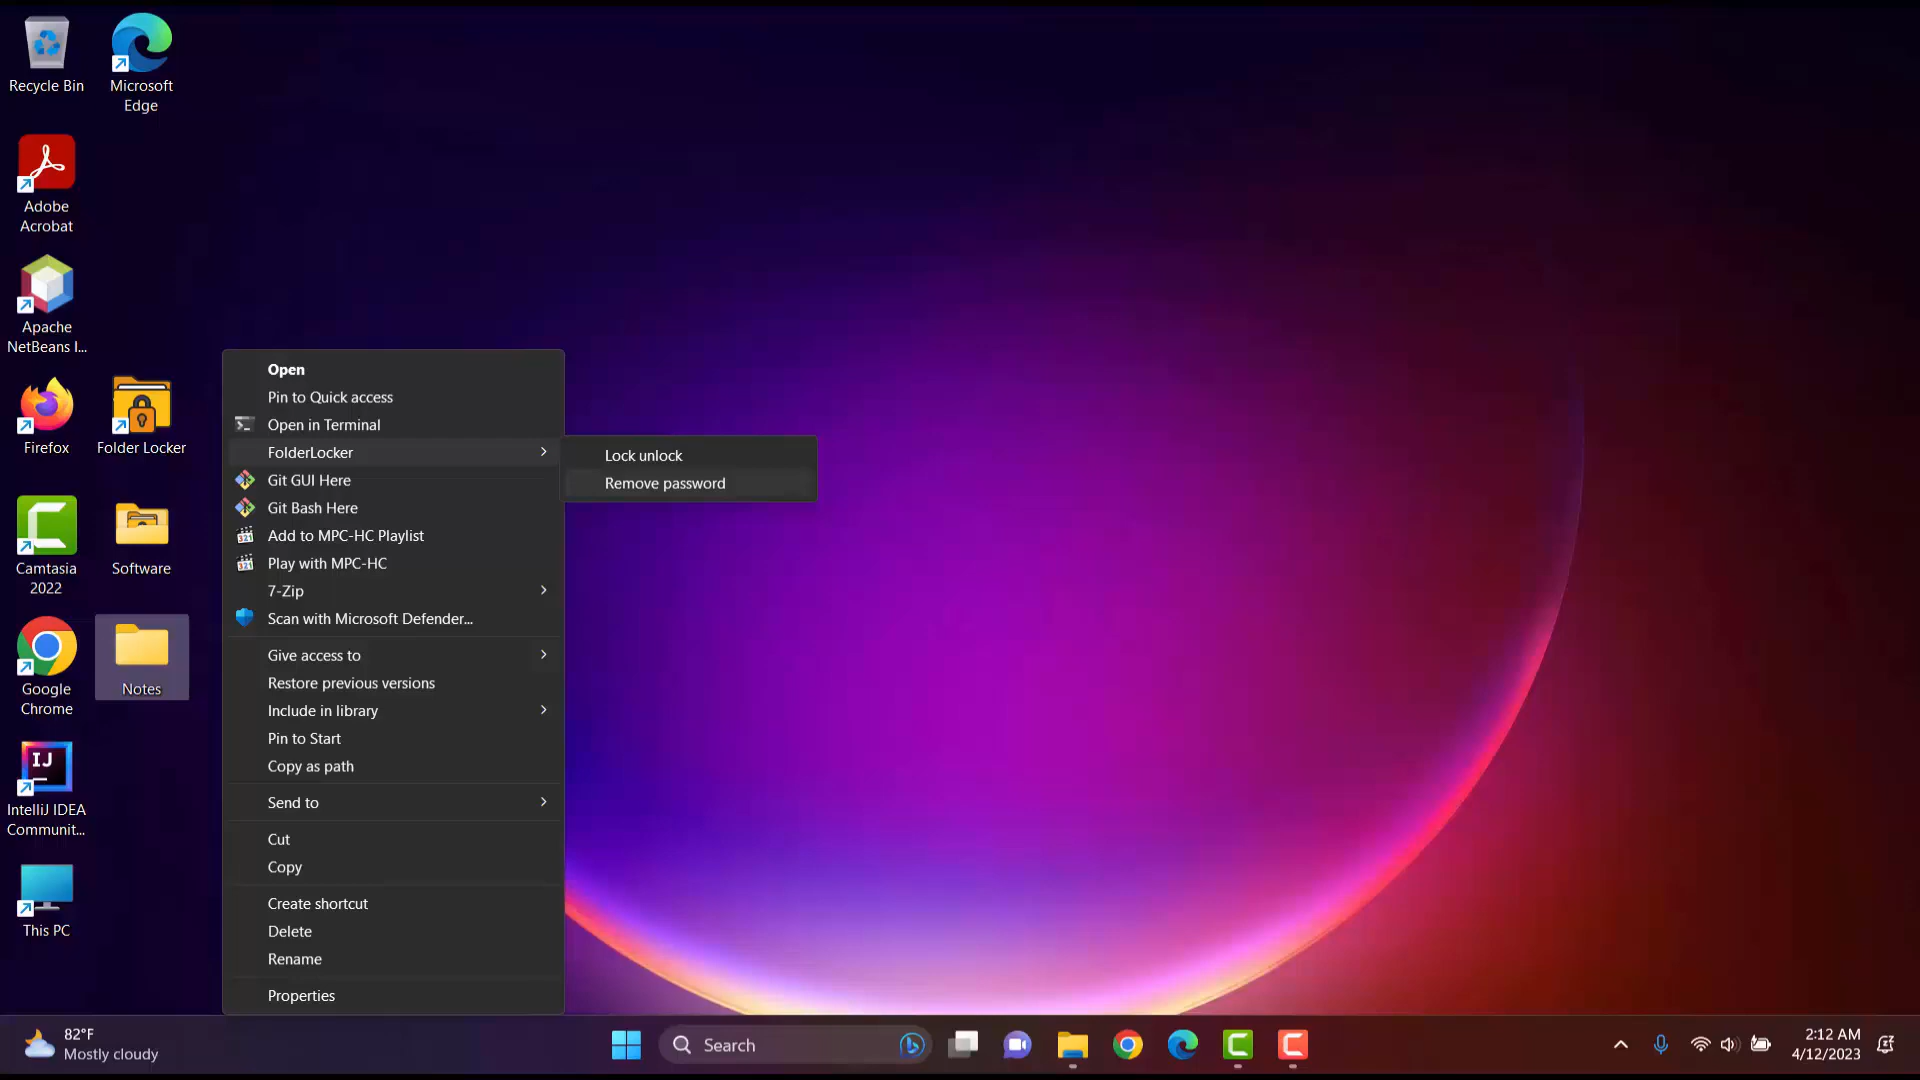 Recycle Bin
Microsoft
Edge
Adobe
Acrobat
Apache
NetBeans I...
Firefox
Folder Locker
Camtasia
2022
Software
Google
Chrome
Notes
IntelliJ IDEA
Communit...
This PC
Open
Pin to Quick access
Open in Terminal
FolderLocker
Git GUI Here
Git Bash Here
Add to MPC-HC Playlist
Play with MPC-HC
7-Zip
Scan with Microsoft Defender...
Give access to
Restore previous versions
Include in library
Pin to Start
Copy as path
Send to
Cut
Copy
Create shortcut
Delete
Rename
Properties
Lock unlock
Remove password
82°F
Mostly cloudy
Search
2:12 AM
4/12/2023